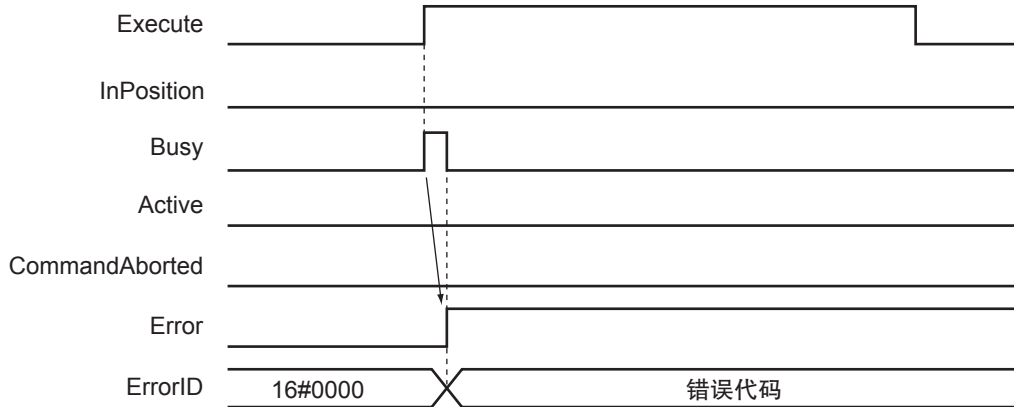 Execute
InPosition
Busy
Active
CommandAborted
Error
ErrorID 16#0000 错误代码